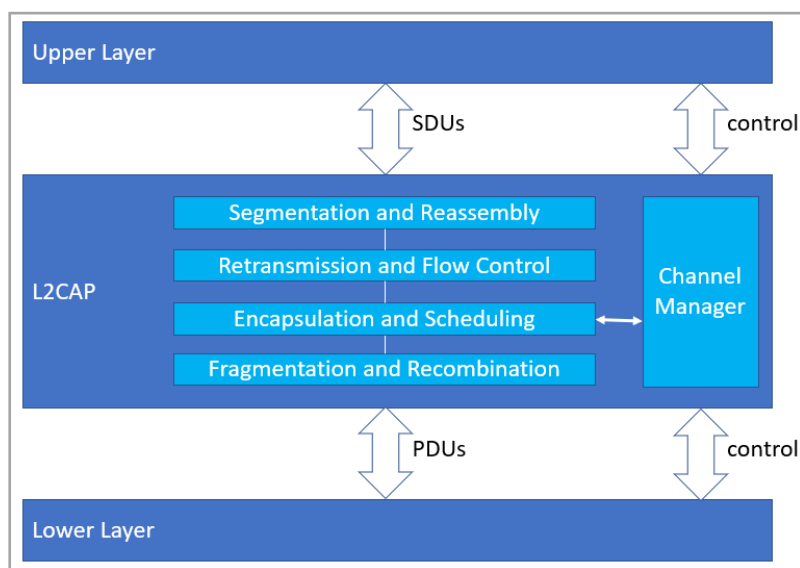 Upper Layer
SDUs
control
Segmentation and Reassembly
Retransmission and Flow Control
L2CAP
Encapsulation and Scheduling
Fragmentation and Recombination
Channel
Manager
PDUs
control
Lower Layer